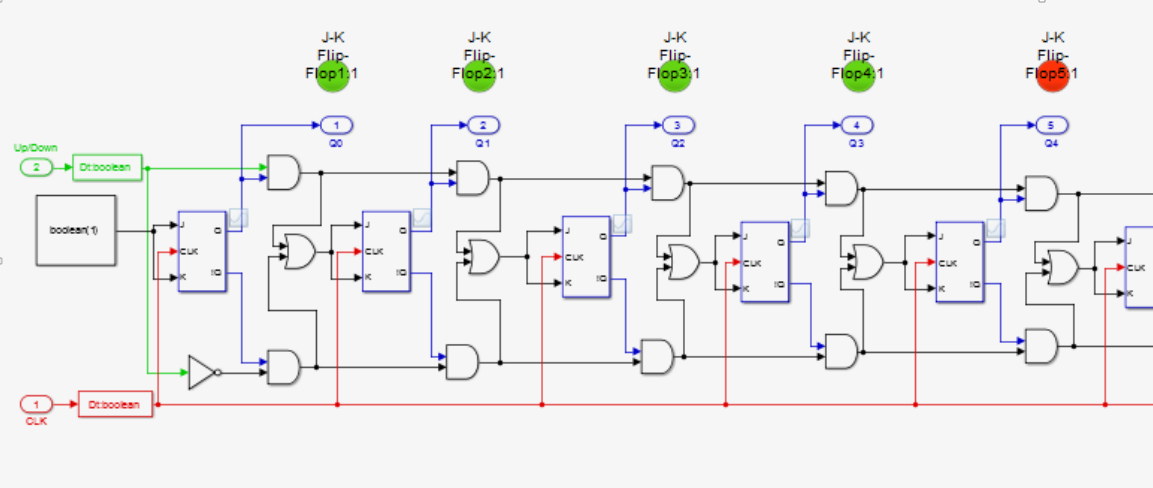 J-K
Flip-
Flop1:1
J-K
Flip-
Flop2:1
J-K
Flip-
Flop3:1
J-K
Flip-
Flop4:1
J-K
Flip-
Flop5:1
1
Q0
2
Q1
3
Q2
4
Q3
5
Q4
Up/Down
2
Dt:boolean
boolean(1)
J
CLK
K
Q
!Q
J
CLK
K
Q
!Q
J
CLK
K
Q
!Q
J
CLK
K
Q
!Q
J
CLK
K
Q
!Q
J
CLK
K
1
Dt:boolean
CLK